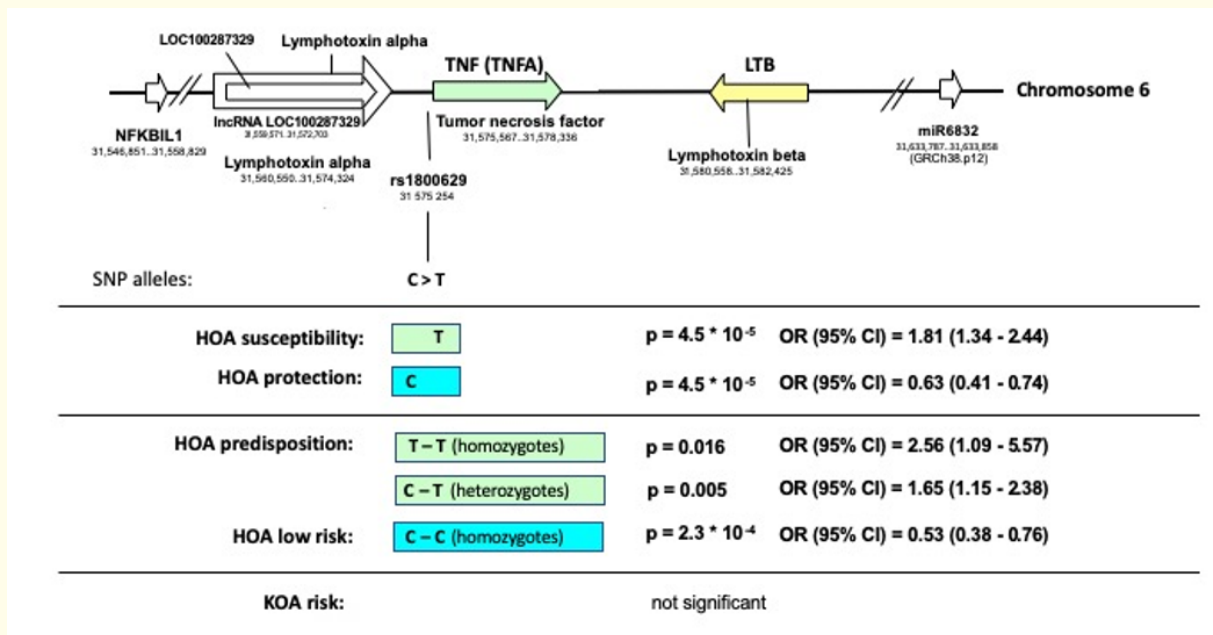 LOC100287329 Lymphotoxin alpha
TNF (TNFA) LTB
Chromosome 6
NFKBIL1
31,546,851..31,558,829
lncRNA LOC100287329
31,559,571..31,572,703
Lymphotoxin alpha
31,560,550..31,574,324
Tumor necrosis factor
31,575,567..31,578,336
rs1800629
31 575 254
Lymphotoxin beta
31,580,558..31,582,425
miR6832
31,633,787..31,633,858
(GRCh38.p12)
SNP alleles: C>T
HOA susceptibility: T p = 4.5 * 10-5 OR (95% CI) = 1.81 (1.34 - 2.44)
HOA protection: C p = 4.5 * 10-5 OR (95% CI) = 0.63 (0.41 - 0.74)
HOA predisposition: T – T (homozygotes) p = 0.016 OR (95% CI) = 2.56 (1.09 - 5.57)
C – T (heterozygotes) p = 0.005 OR (95% CI) = 1.65 (1.15 - 2.38)
HOA low risk: C – C (homozygotes) p = 2.3 * 10-4 OR (95% CI) = 0.53 (0.38 - 0.76)
KOA risk: not significant